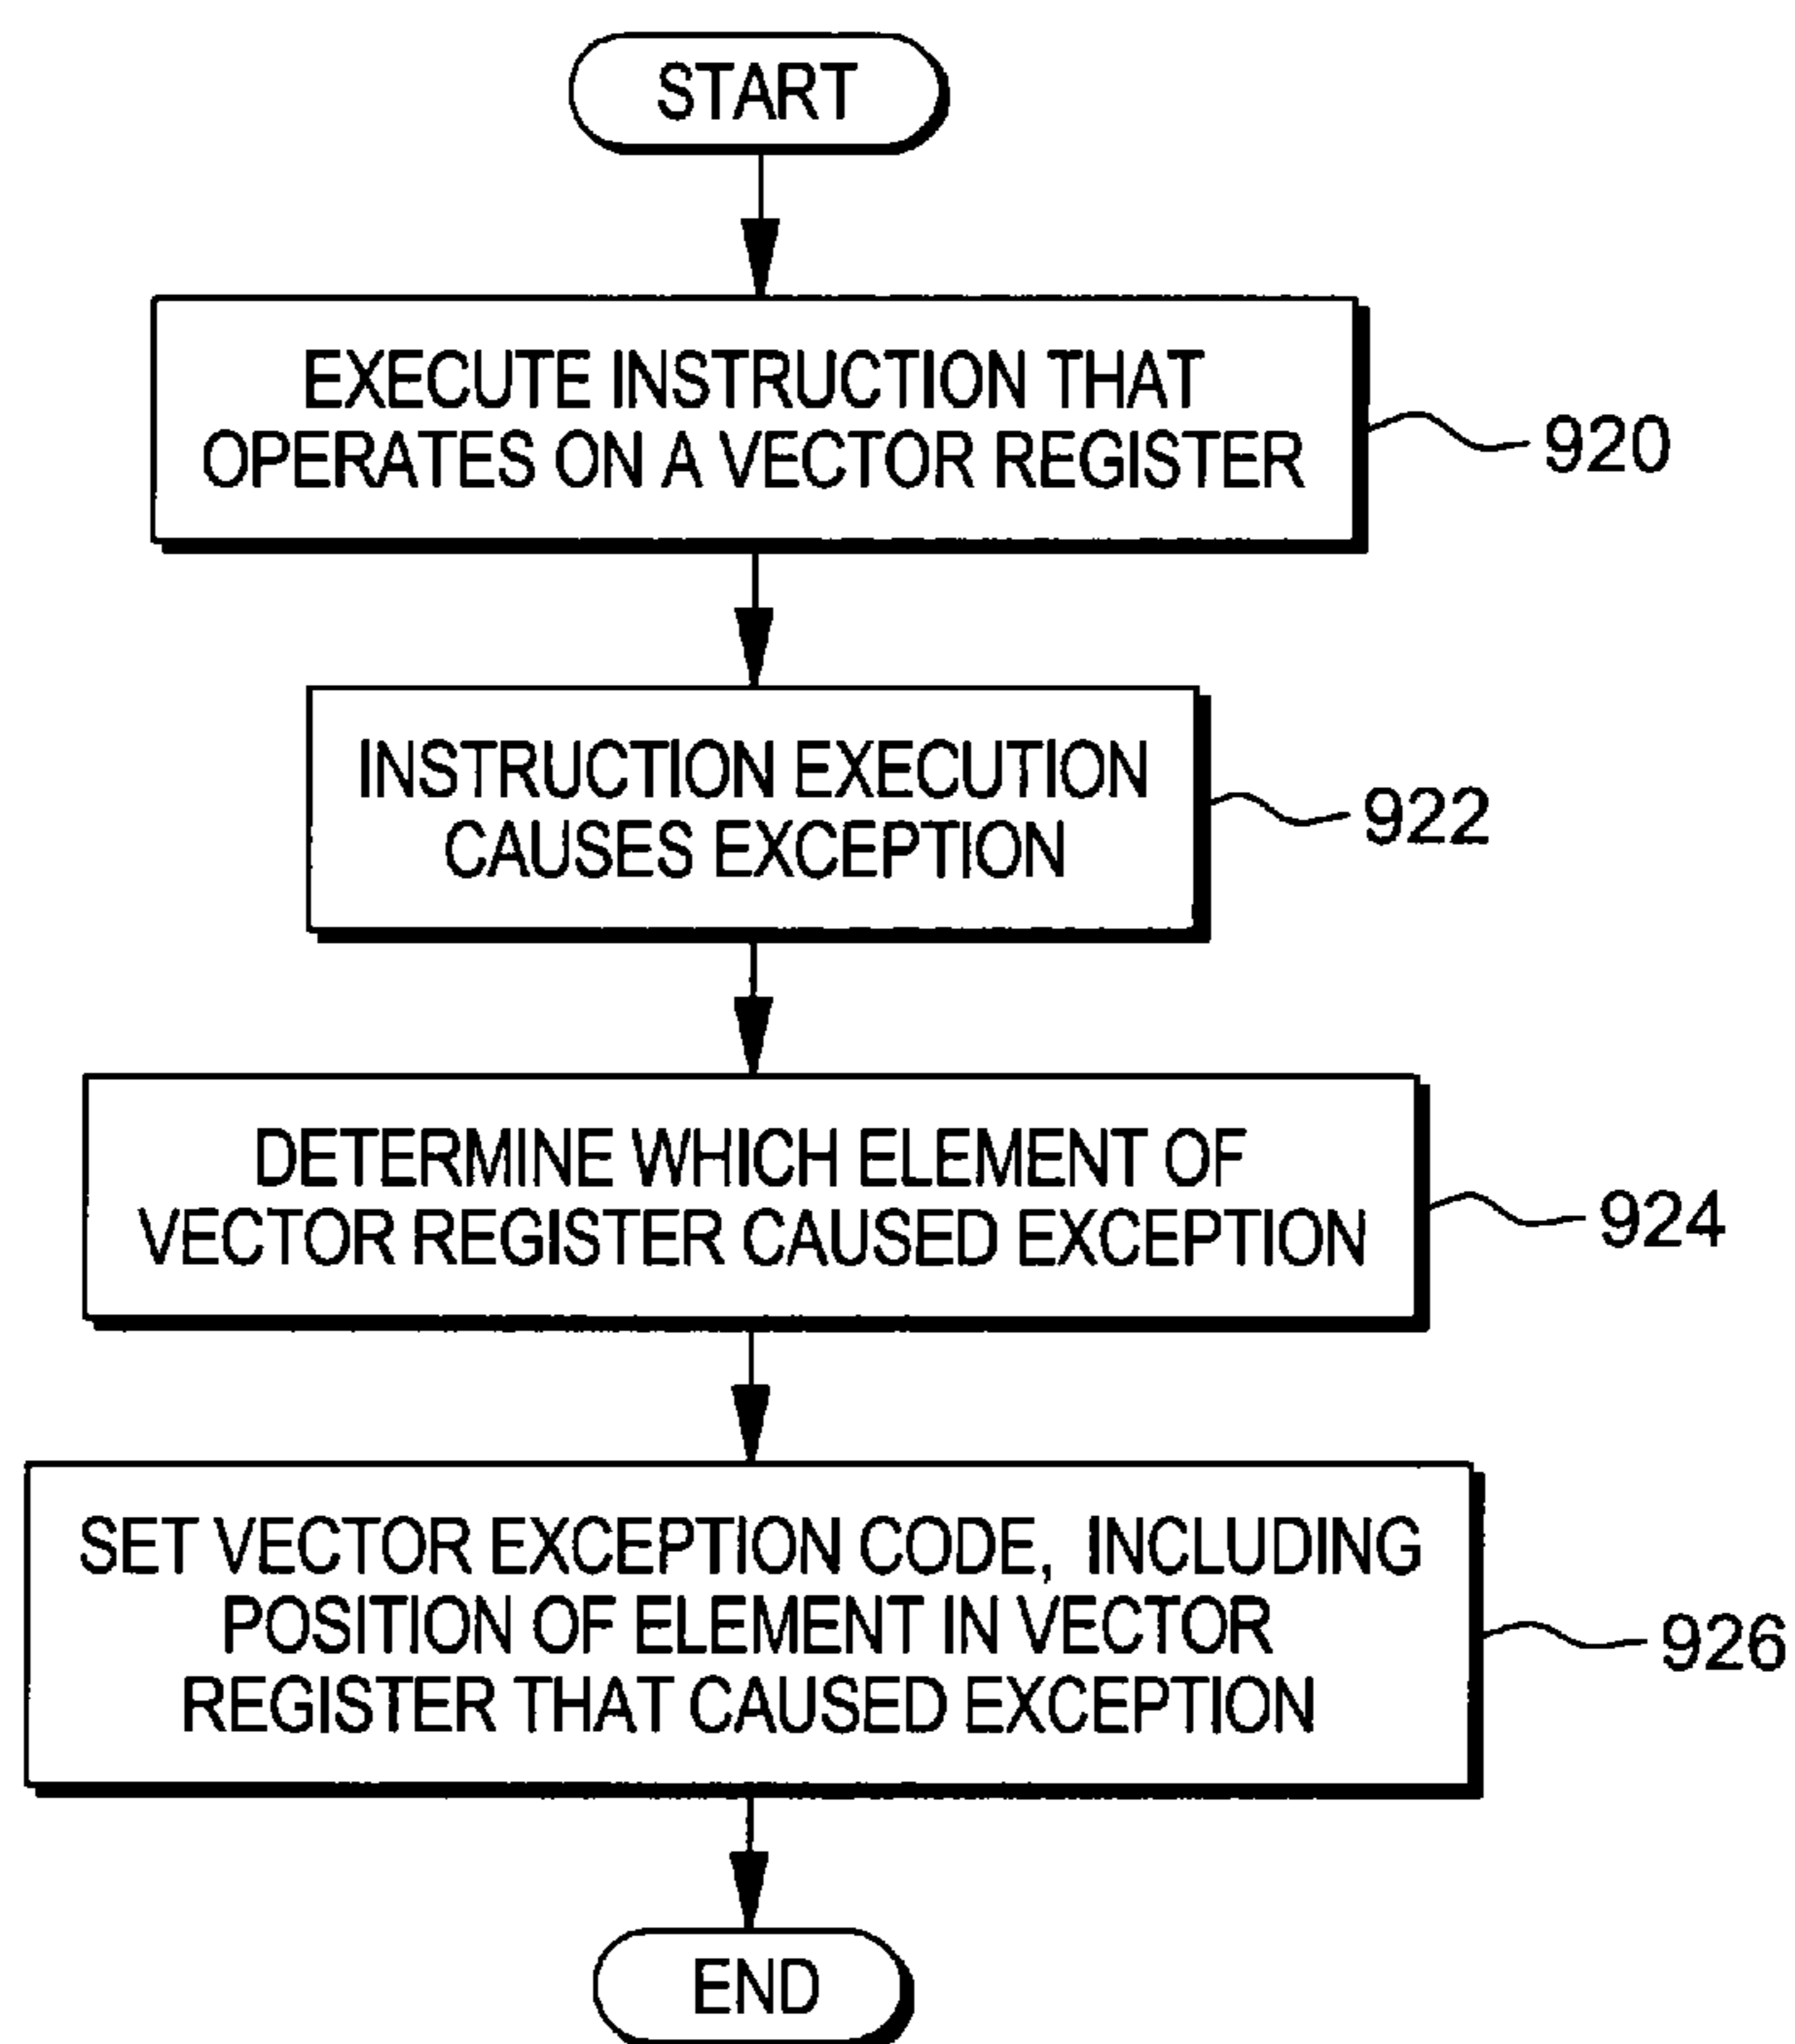 START
EXECUTE INSTRUCTION THAT
OPERATES ON A VECTOR REGISTER
920
INSTRUCTION EXECUTION
CAUSES EXCEPTION
922
DETERMINE WHICH ELEMENT OF
VECTOR REGISTER CAUSED EXCEPTION
924
SET VECTOR EXCEPTION CODE, INCLUDING
POSITION OF ELEMENT IN VECTOR
REGISTER THAT CAUSED EXCEPTION
926
END